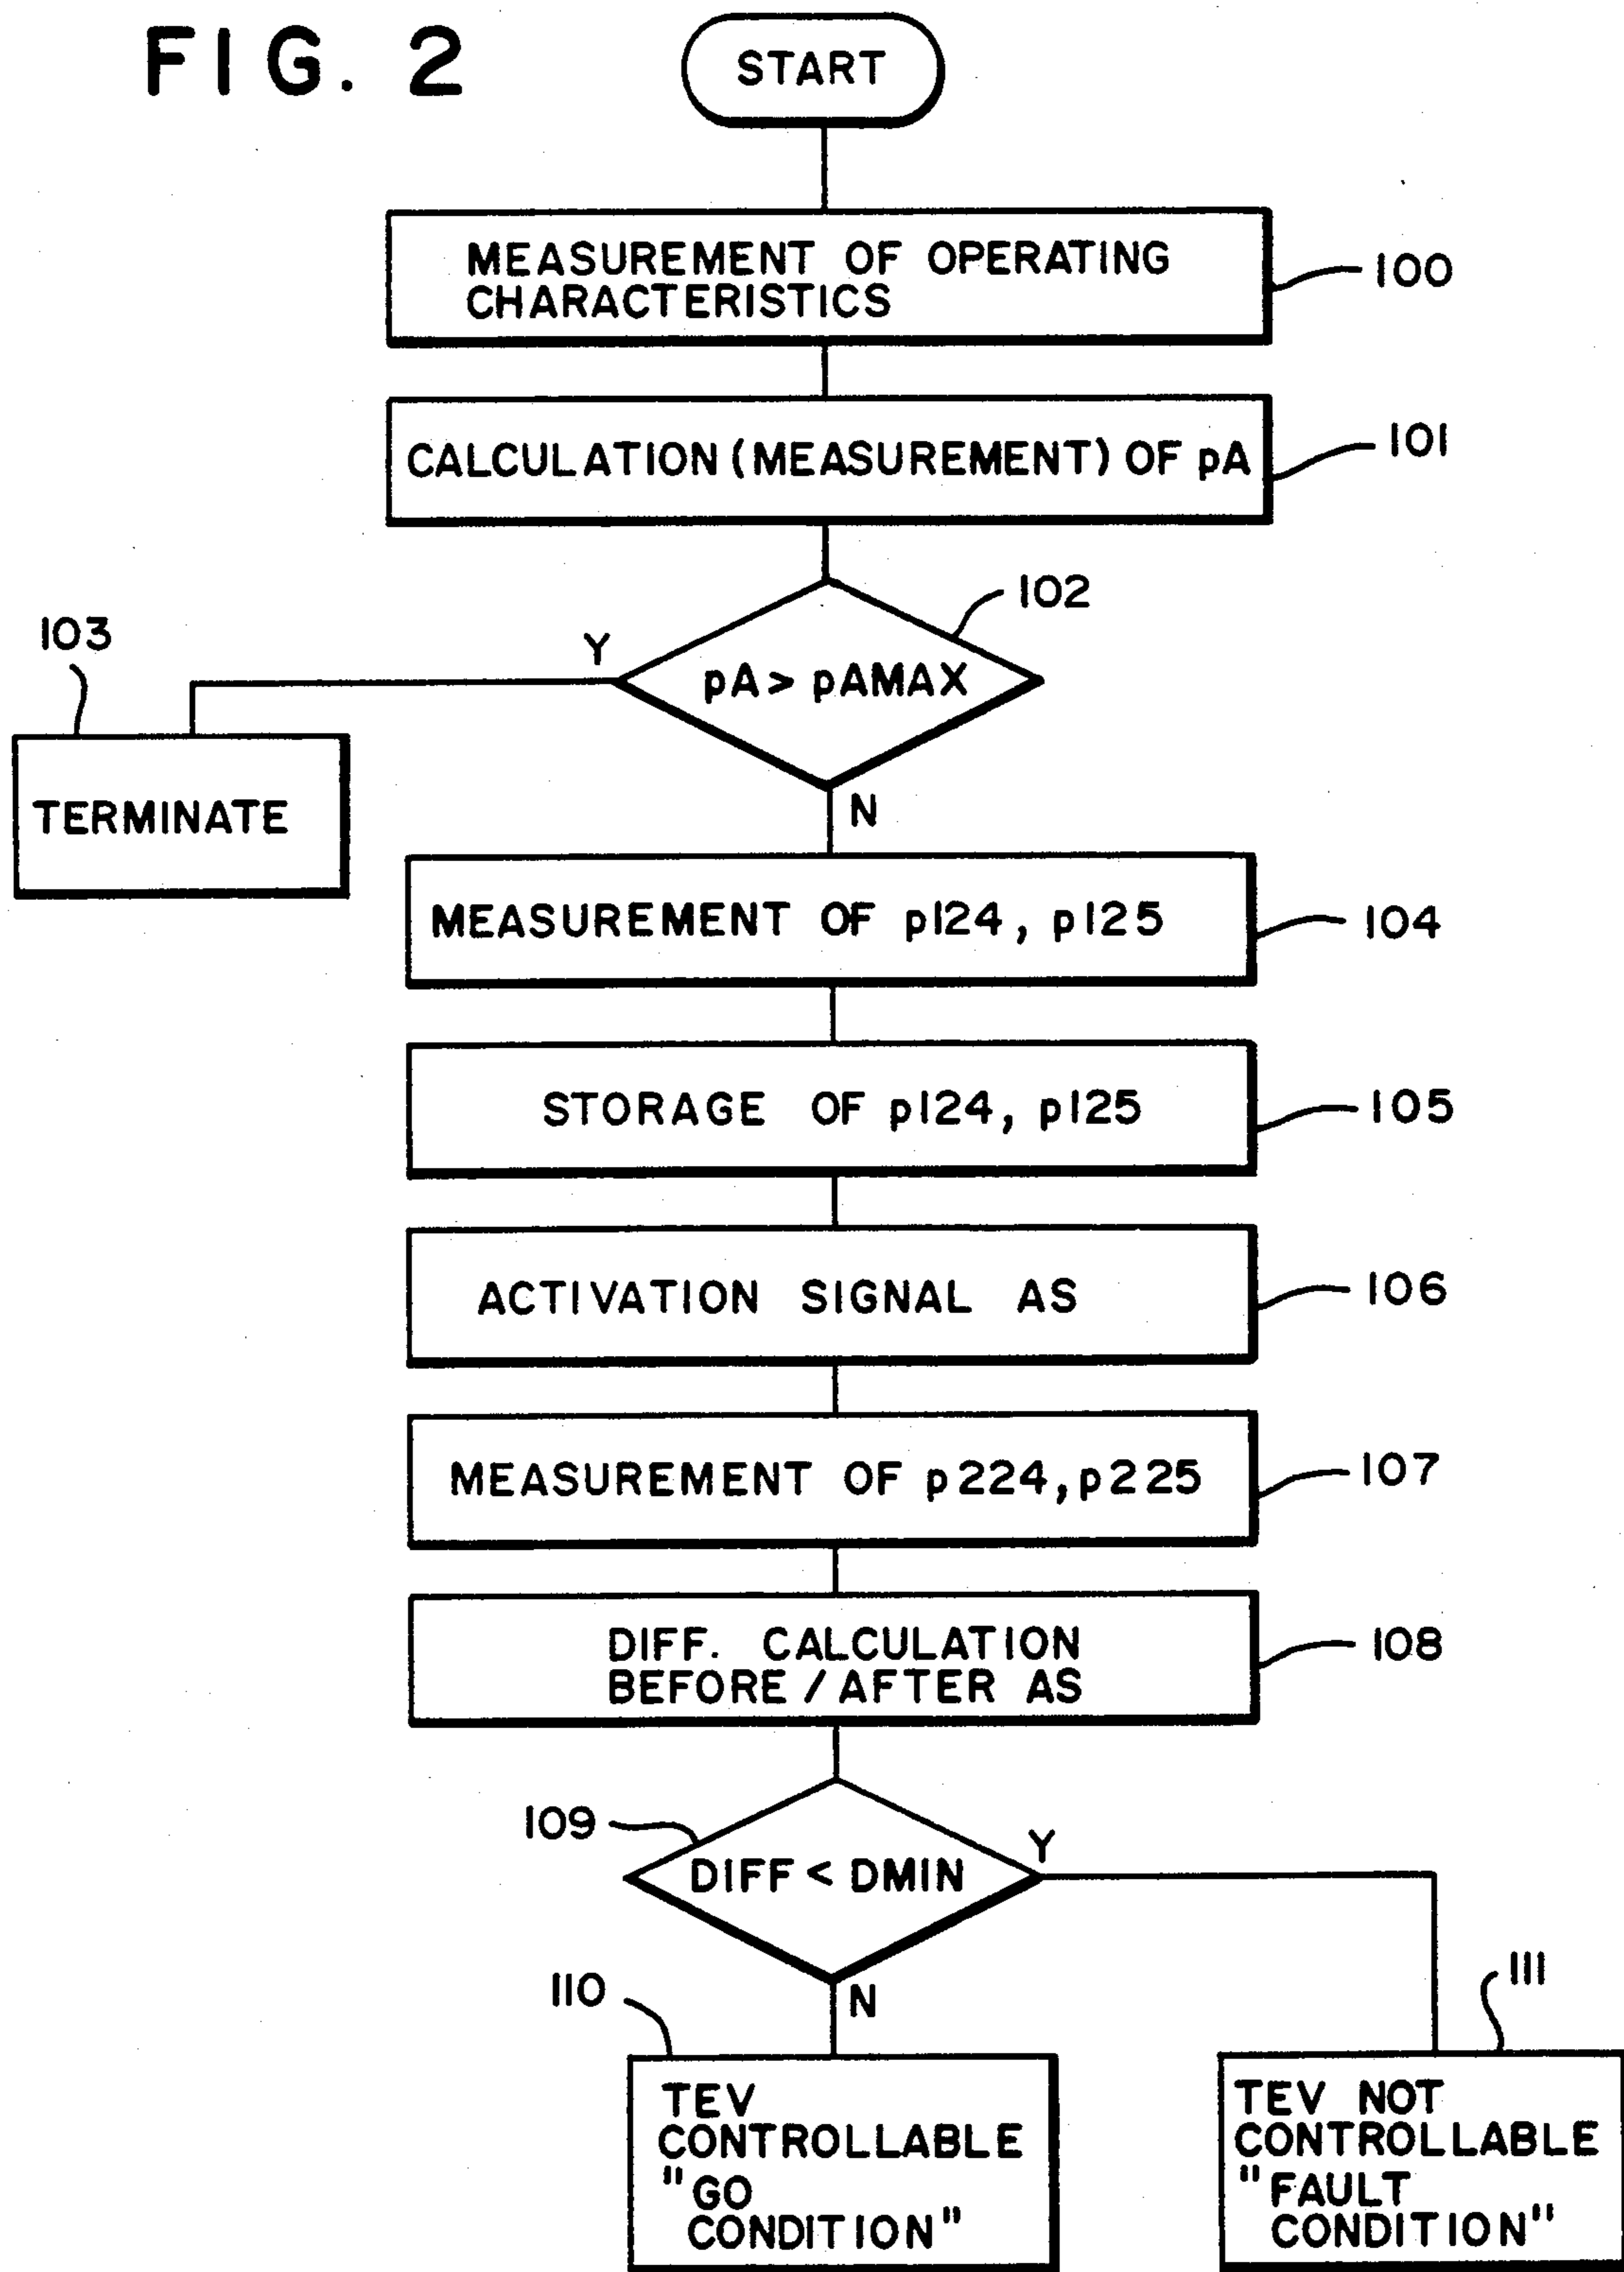 FIG. 2
START
MEASUREMENT OF OPERATING
CHARACTERISTICS
100
CALCULATION (MEASUREMENT) OF pA
101
102
103
Y
pA > pAMAX
TERMINATE
N
MEASUREMENT OF p124, p125
104
STORAGE OF p124, p125
105
ACTIVATION SIGNAL AS
106
MEASUREMENT OF p224, p225
107
DIFF. CALCULATION
BEFORE / AFTER AS
108
109
Y
DIFF < DMIN
110
N
111
TEV
CONTROLLABLE
"GO
CONDITION"
TEV NOT
CONTROLLABLE
"FAULT
CONDITION"